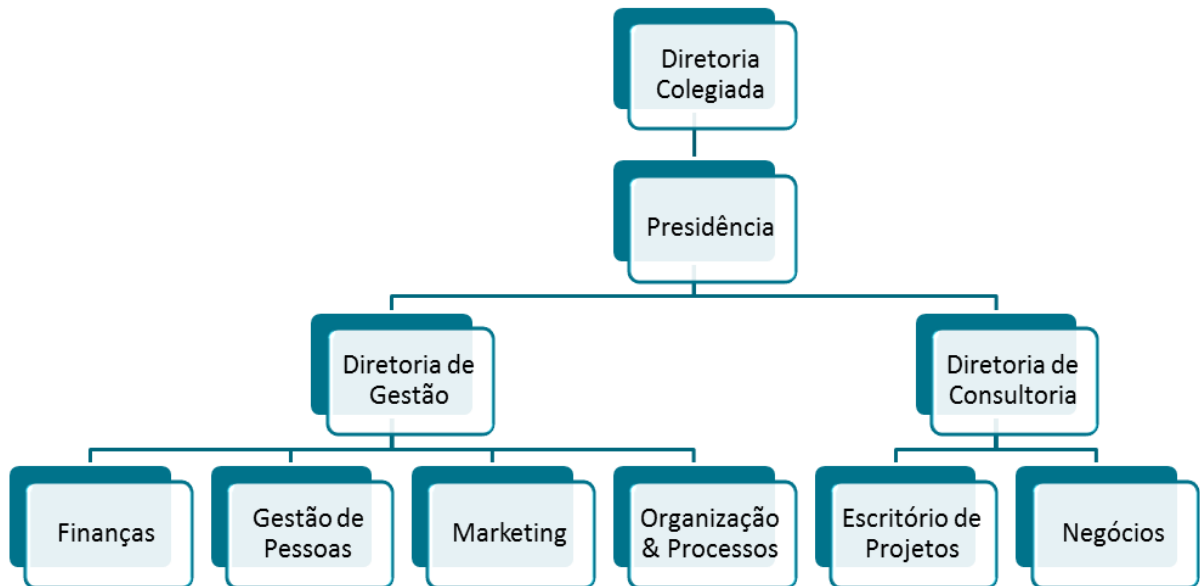 Diretoria
Colegiada
Presidência
Diretoria de
Gestão
Diretoria de
Consultoria
Finanças
Gestão de
Pessoas
Marketing
Organização
& Processos
Escritório de
Projetos
Negócios